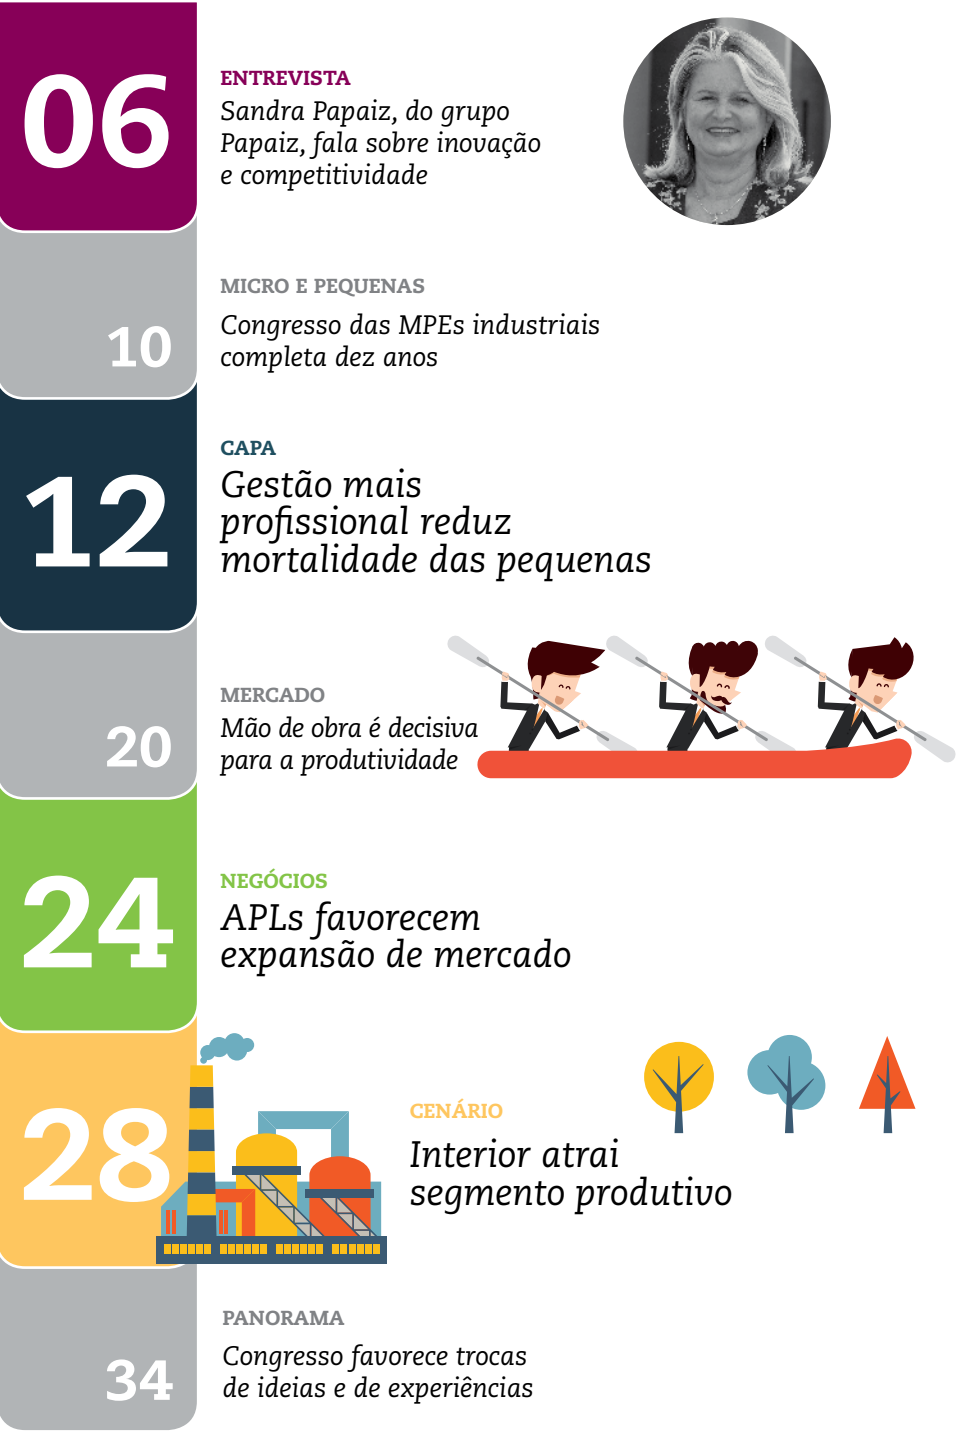 06
ENTREVISTA
Sandra Papaiz, do grupo
Papaiz, fala sobre inovação
e competitividade
10
MICRO E PEQUENAS
Congresso das MPEs industriais
completa dez anos
12
CAPA
Gestão mais
profissional reduz
mortalidade das pequenas
20
MERCADO
Mão de obra é decisiva
para a produtividade
24
NEGÓCIOS
APLs favorecem
expansão de mercado
28
CENÁRIO
Interior atrai
segmento produtivo
34
PANORAMA
Congresso favorece trocas
de ideias e de experiências